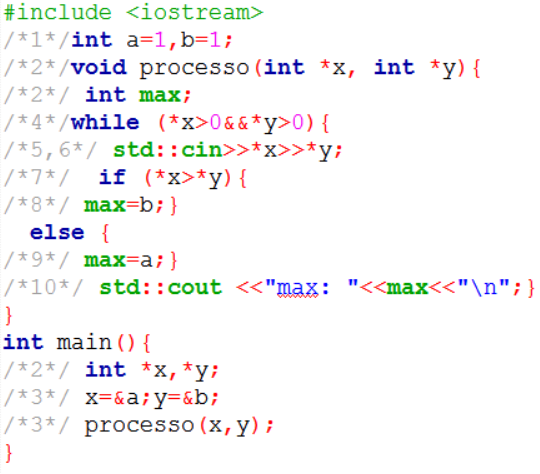 #include <iostream>
/*1*/int a=1,b=1;
/*2*/void processo(int *x, int *y){
/*2*/ int max;
/*4*/while (*x>0&&*y>0){
/*5,6*/ std::cin>>*x>>*y;
/*7*/  if (*x>*y){
/*8*/ max=b;}
  else {
/*9*/ max=a;}
/*10*/ std::cout <<"max: "<<max<<"\n";}
}
int main(){
/*2*/ int *x,*y;
/*3*/ x=&a;y=&b;
/*3*/ processo(x,y);
}